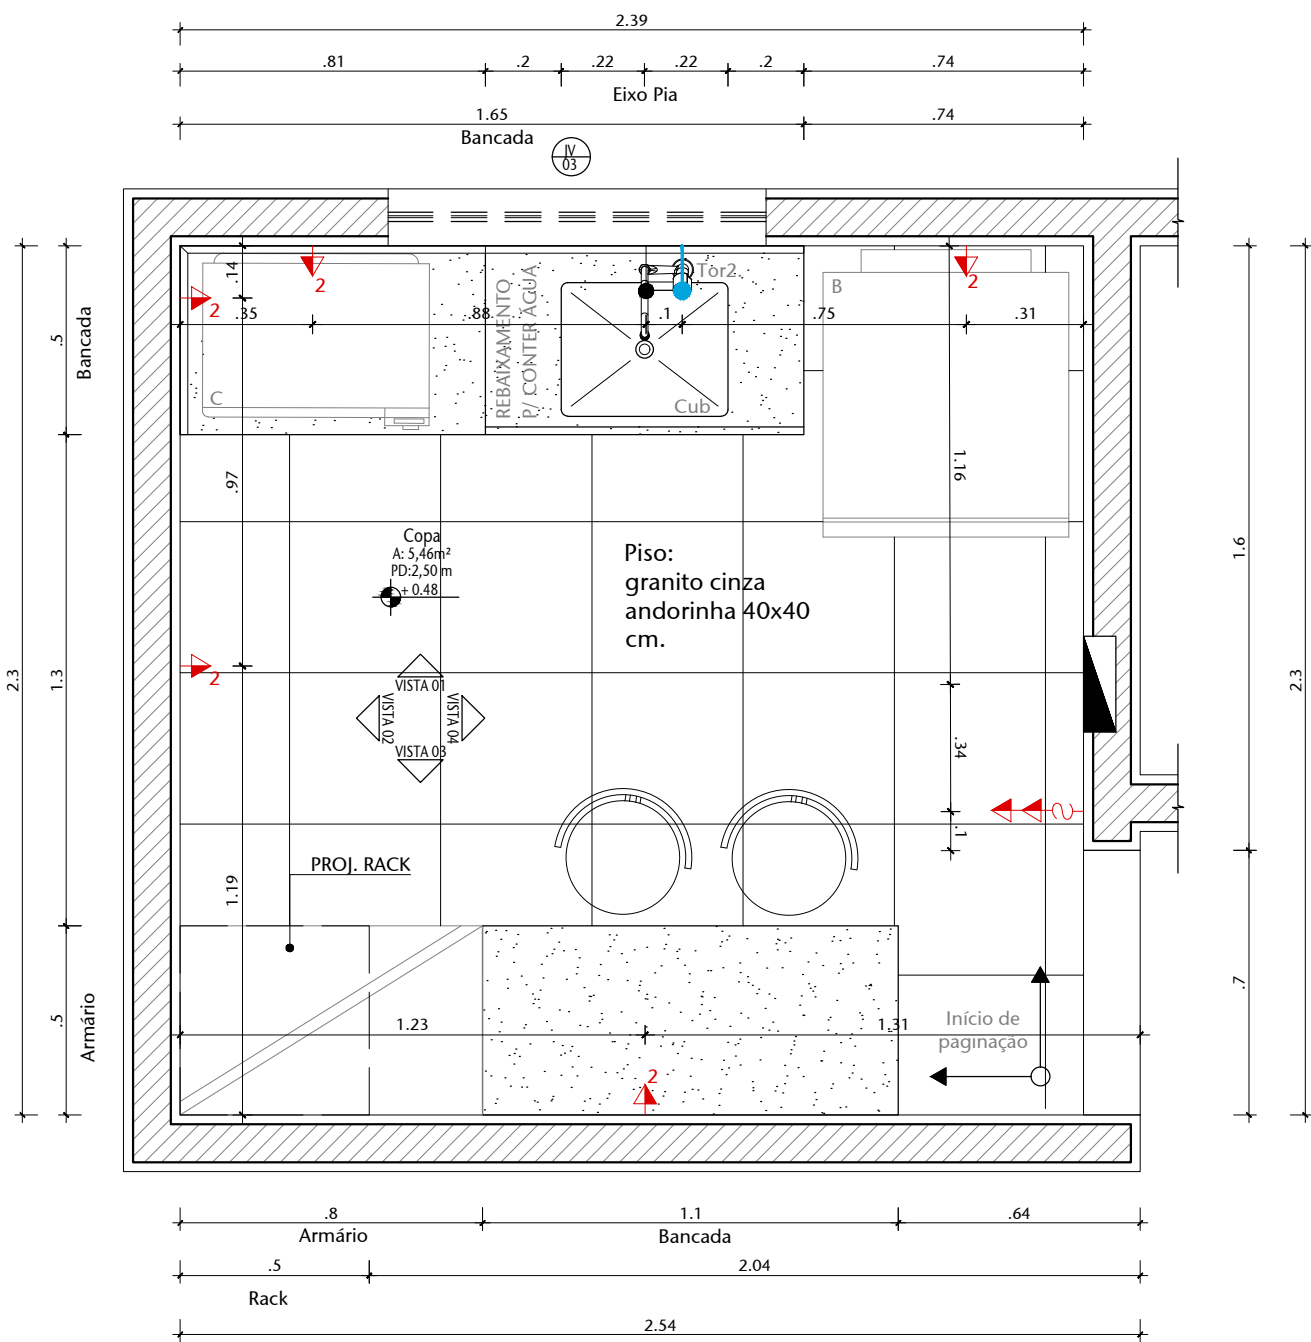 2.39
.81
.2
.22
.22
.2
.74
Eixo Pia
1.65
.74
Bancada
JV
03
.14
2
2
2
Tor2
B
.35
.88
.1
.75
.31
REBAIXAMENTO
P/ CONTER ÁGUA
C
Cub
.5
Bancada
.97
1.16
Copa
A: 5,46m²
PD:2,50 m
+ 0.48
Piso:
granito cinza
andorinha 40x40
cm.
1.6
2.3
1.3
2
2.3
VISTA 01
VISTA 02
VISTA 04
VISTA 03
.34
.1
PROJ. RACK
1.19
.5
Armário
1.23
1.31
2
Início de
paginação
.7
.8
1.1
.64
Armário
Bancada
.5
2.04
Rack
2.54